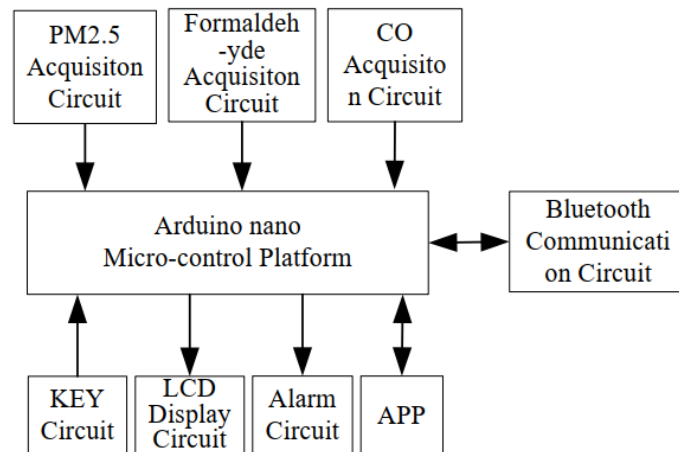 PM2.5
Acquisiton
Circuit
Formaldeh
-yde
Acquisiton
Circuit
CO
Acquisito
n Circuit
Arduino nano
Micro-control Platform
Bluetooth
Communicati
on Circuit
KEY
Circuit
LCD
Display
Circuit
Alarm
Circuit
APP